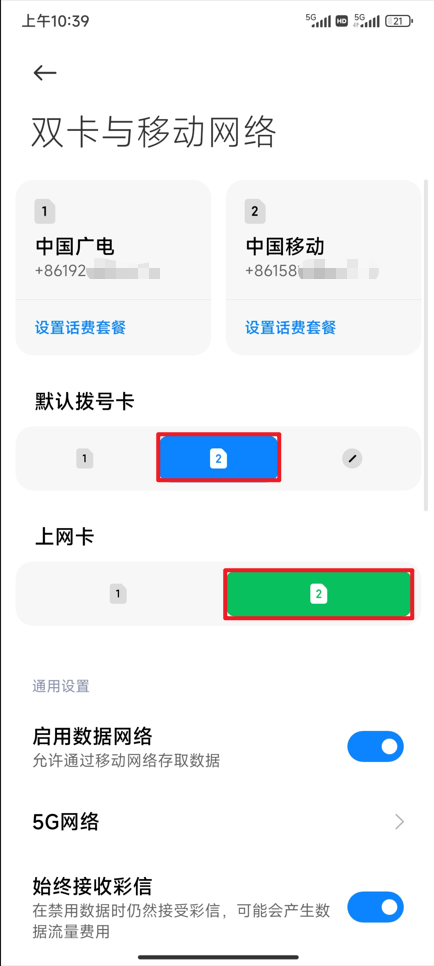 上午10:39
5G HD 5G 21
双卡与移动网络
1 2
中国广电 中国移动
+86192 +86158
设置话费套餐 设置话费套餐
默认拨号卡
1 2
上网卡
1 2
通用设置
启用数据网络
允许通过移动网络存取数据
5G网络
始终接收彩信
在禁用数据时仍然接受彩信，可能会产生数
据流量费用